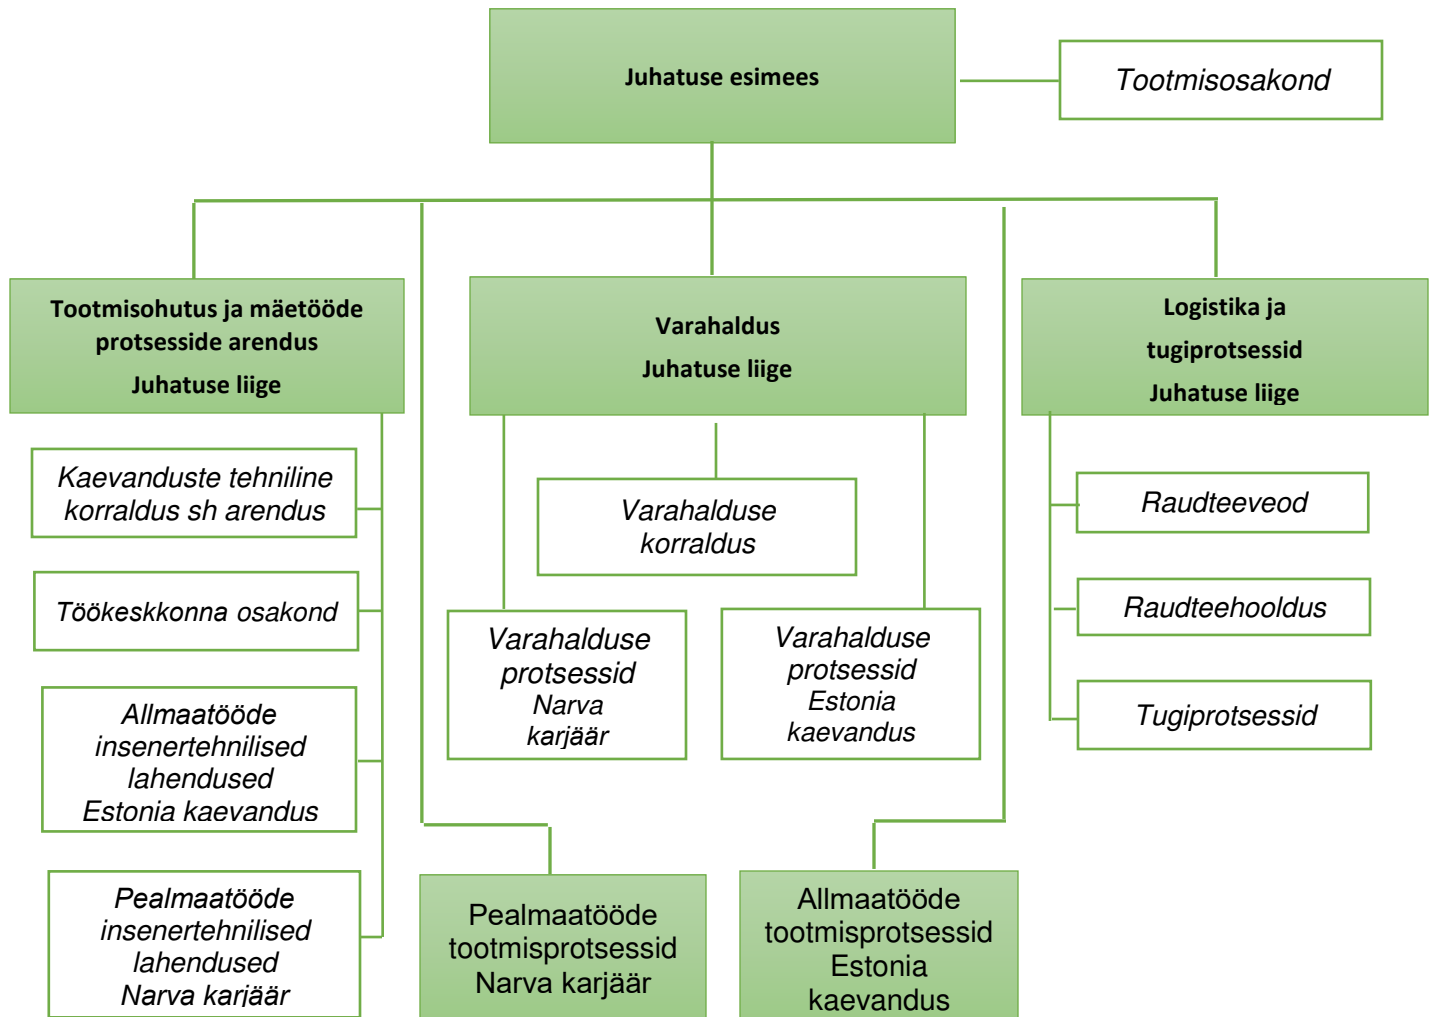 Juhatuse esimees
Tootmisosakond
Tootmisohutus ja mäetööde
protsesside arendus
Juhatuse liige
Varahaldus
Juhatuse liige
Logistika ja
tugiprotsessid
Juhatuse liige
Kaevanduste tehniline
korraldus sh arendus
Töökeskkonna osakond
Allmaatööde
insenertehnilised
lahendused
Estonia kaevandus
Pealmaatööde
insenertehnilised
lahendused
Narva karjäär
Varahalduse
korraldus
Varahalduse
protsessid
Narva
karjäär
Varahalduse
protsessid
Estonia
kaevandus
Raudteeveod
Raudteehooldus
Tugiprotsessid
Pealmaatööde
tootmisprotsessid
Narva karjäär
Allmaatööde
tootmisprotsessid
Estonia
kaevandus